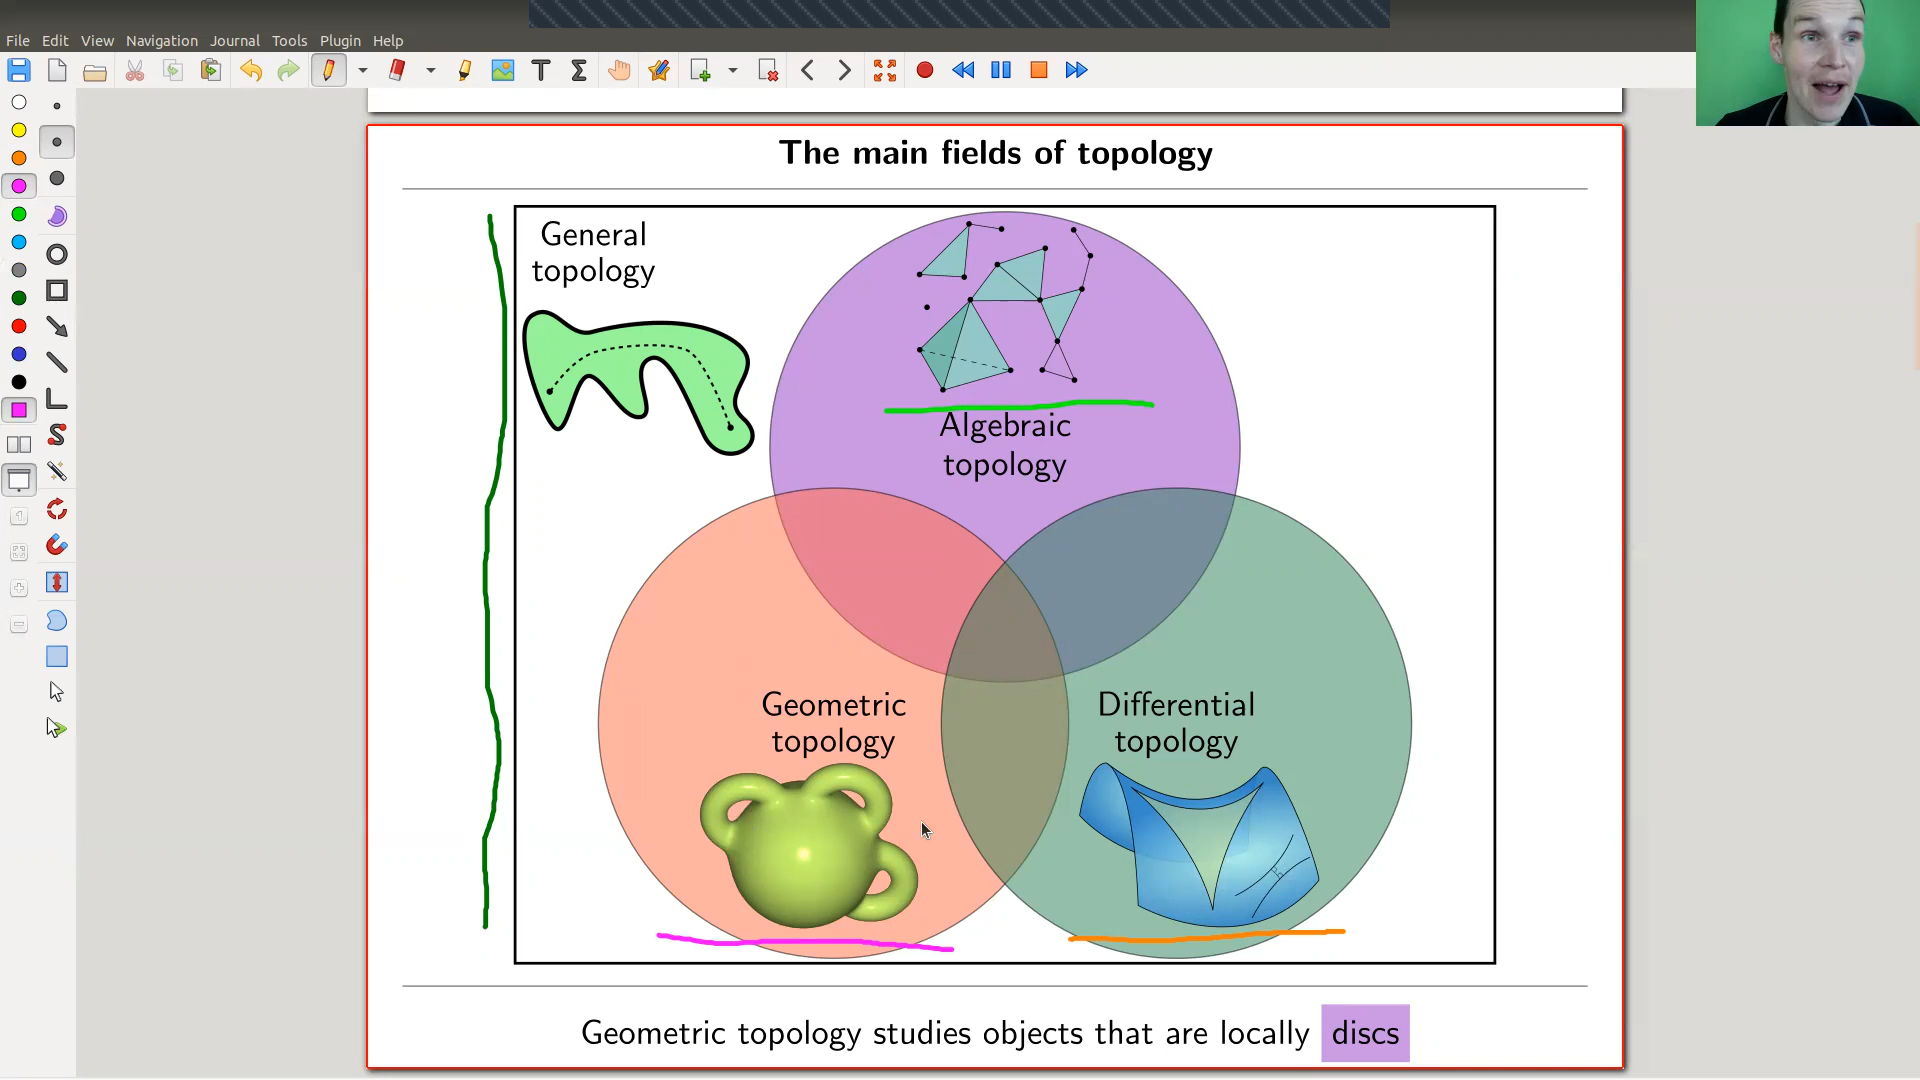 File Edit View Navigation Journal Tools Plugin Help
The main fields of topology
General
topology
Algebraic
topology
Geometric
topology
Differential
topology
Geometric topology studies objects that are locally discs